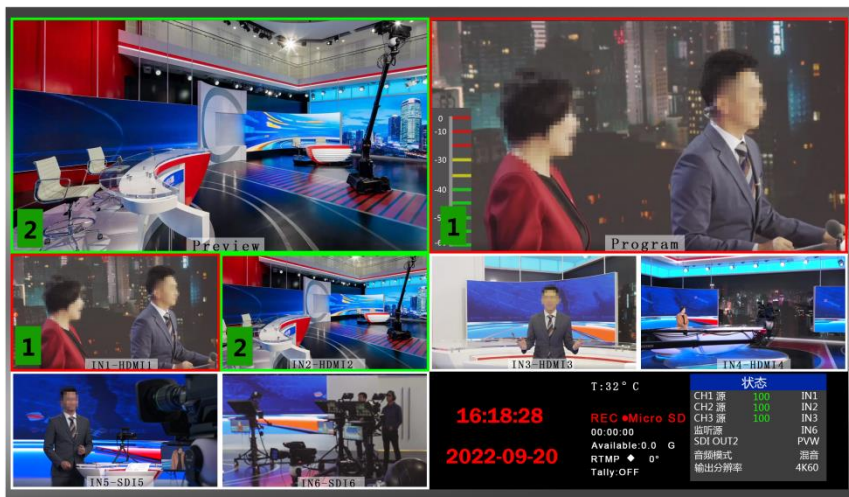 0
-10
-30
-40
2
Preview
1
Program
1
IN1-HDMI1
2
IN2-HDMI2
IN3-HDMI3
IN4-HDMI4
IN5-SDI5
IN6-SDI6
16:18:28
2022-09-20
T:32° C
REC ●Micro SD
00:00:00
Available:0.0 G
RTMP ◆ 0"
Tally:OFF
状态
CH1 源 100 IN1
CH2 源 100 IN2
CH3 源 100 IN3
监听源 IN6
SDI OUT2 PVW
音频模式 混音
输出分辨率 4K60